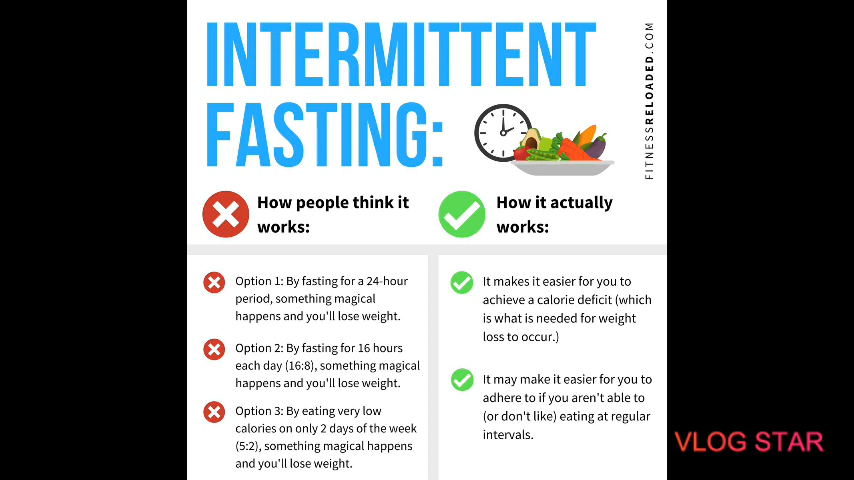 INTERMITTENT
FASTING:
FITNESSRELOADED.COM
How people think it
works:
How it actually
works:
Option 1: By fasting for a 24-hour
period, something magical
happens and you'll lose weight.
Option 2: By fasting for 16 hours
each day (16:8), something magical
happens and you'll lose weight.
Option 3: By eating very low
calories on only 2 days of the week
(5:2), something magical happens
and you'll lose weight.
It makes it easier for you to
achieve a calorie deficit (which
is what is needed for weight
loss to occur.)
It may make it easier for you to
adhere to if you aren't able to
(or don't like) eating at regular
intervals.
VLOG STAR